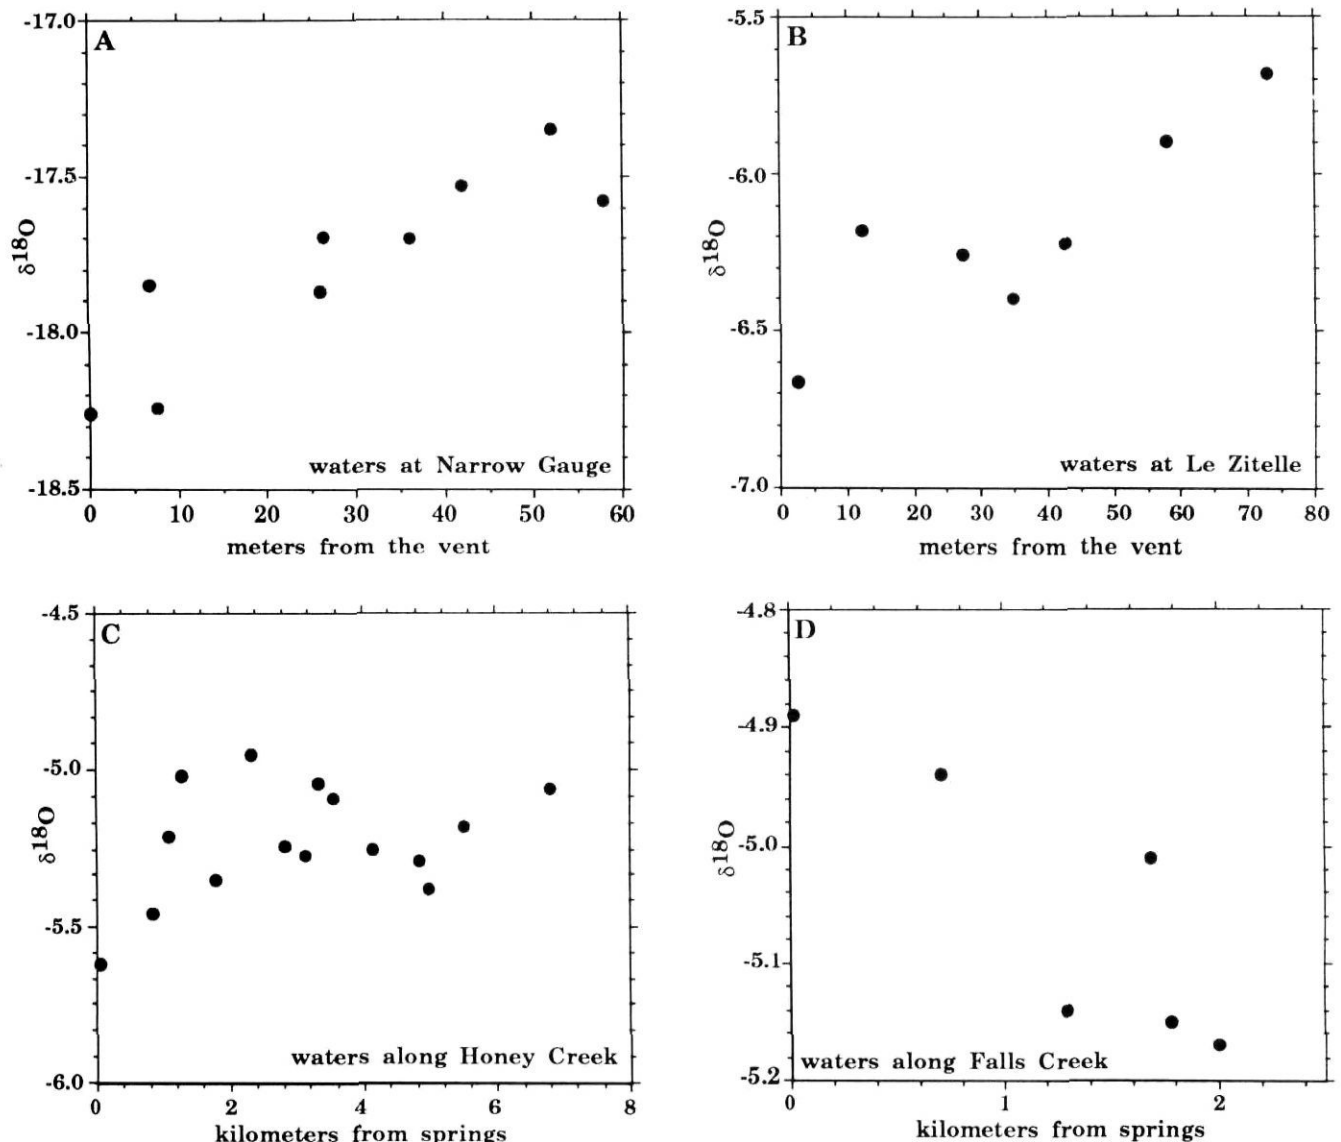 A
-17.0
-17.5
-18.0
-18.5
δ18O
waters at Narrow Gauge
0 10 20 30 40 50 60
meters from the vent
B
-5.5
-6.0
-6.5
-7.0
δ18O
waters at Le Zitelle
0 10 20 30 40 50 60 70 80
meters from the vent
C
-4.5
-5.0
-5.5
-6.0
δ18O
waters along Honey Creek
0 2 4 6 8
kilometers from springs
D
-4.8
-4.9
-5.0
-5.1
-5.2
δ18O
waters along Falls Creek
0 1 2
kilometers from springs